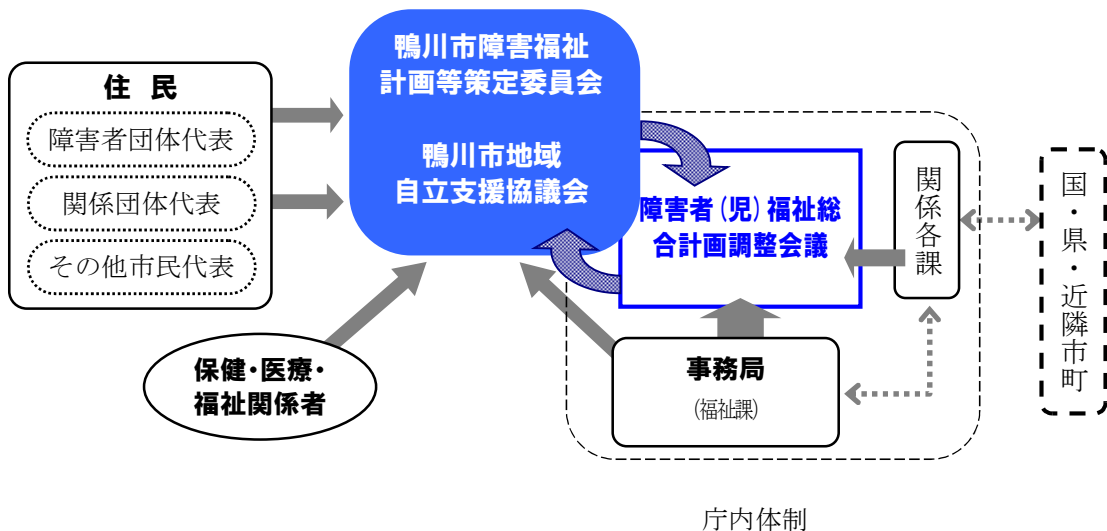 住 民
障害者団体代表
関係団体代表
その他市民代表
鴨川市障害福祉
計画等策定委員会
鴨川市地域
自立支援協議会
保健・医療・
福祉関係者
障害者(児)福祉総
合計画調整会議
関係各課
事務局
(福祉課)
国・県・近隣市町
庁内体制